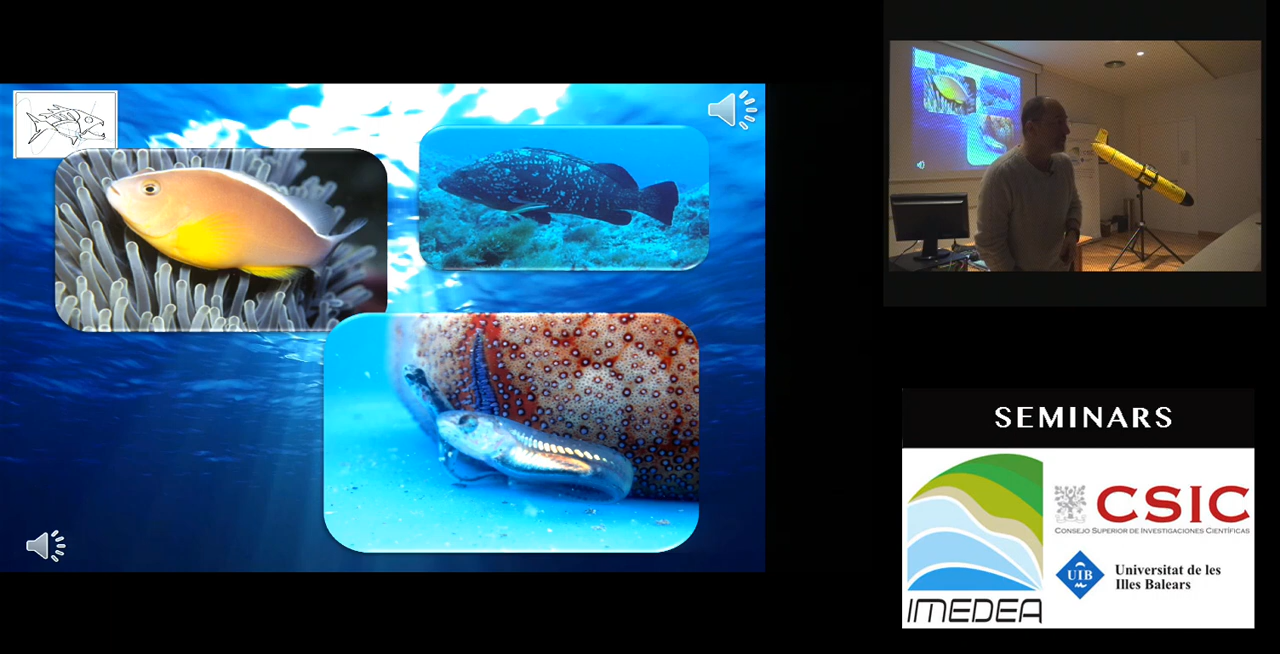 SEMINARS
CSIC
CONSEJO SUPERIOR DE INVESTIGACIONES CIENTÍFICAS
UIB
Universitat de les
Illes Balears
IMEDEA